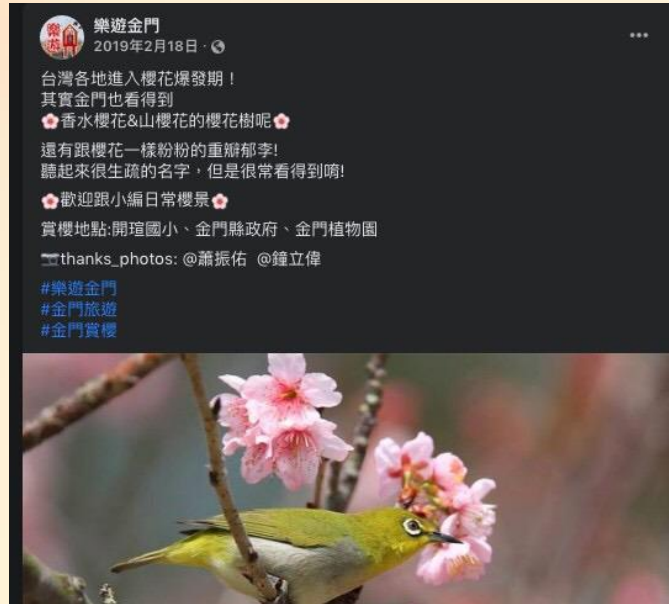 樂遊金門
2019年2月18日 ·
台灣各地進入櫻花爆發期！
其實金門也看得到
🌸香水櫻花&山櫻花的櫻花樹呢🌸
還有跟櫻花一樣粉粉的重瓣郁李!
聽起來很生疏的名字，但是很常看得到唷!
🌸歡迎跟小編日常櫻景🌸
賞櫻地點:開瑄國小、金門縣政府、金門植物園
📷thanks_photos: @蕭振佑 @鐘立偉
#樂遊金門
#金門旅遊
#金門賞櫻